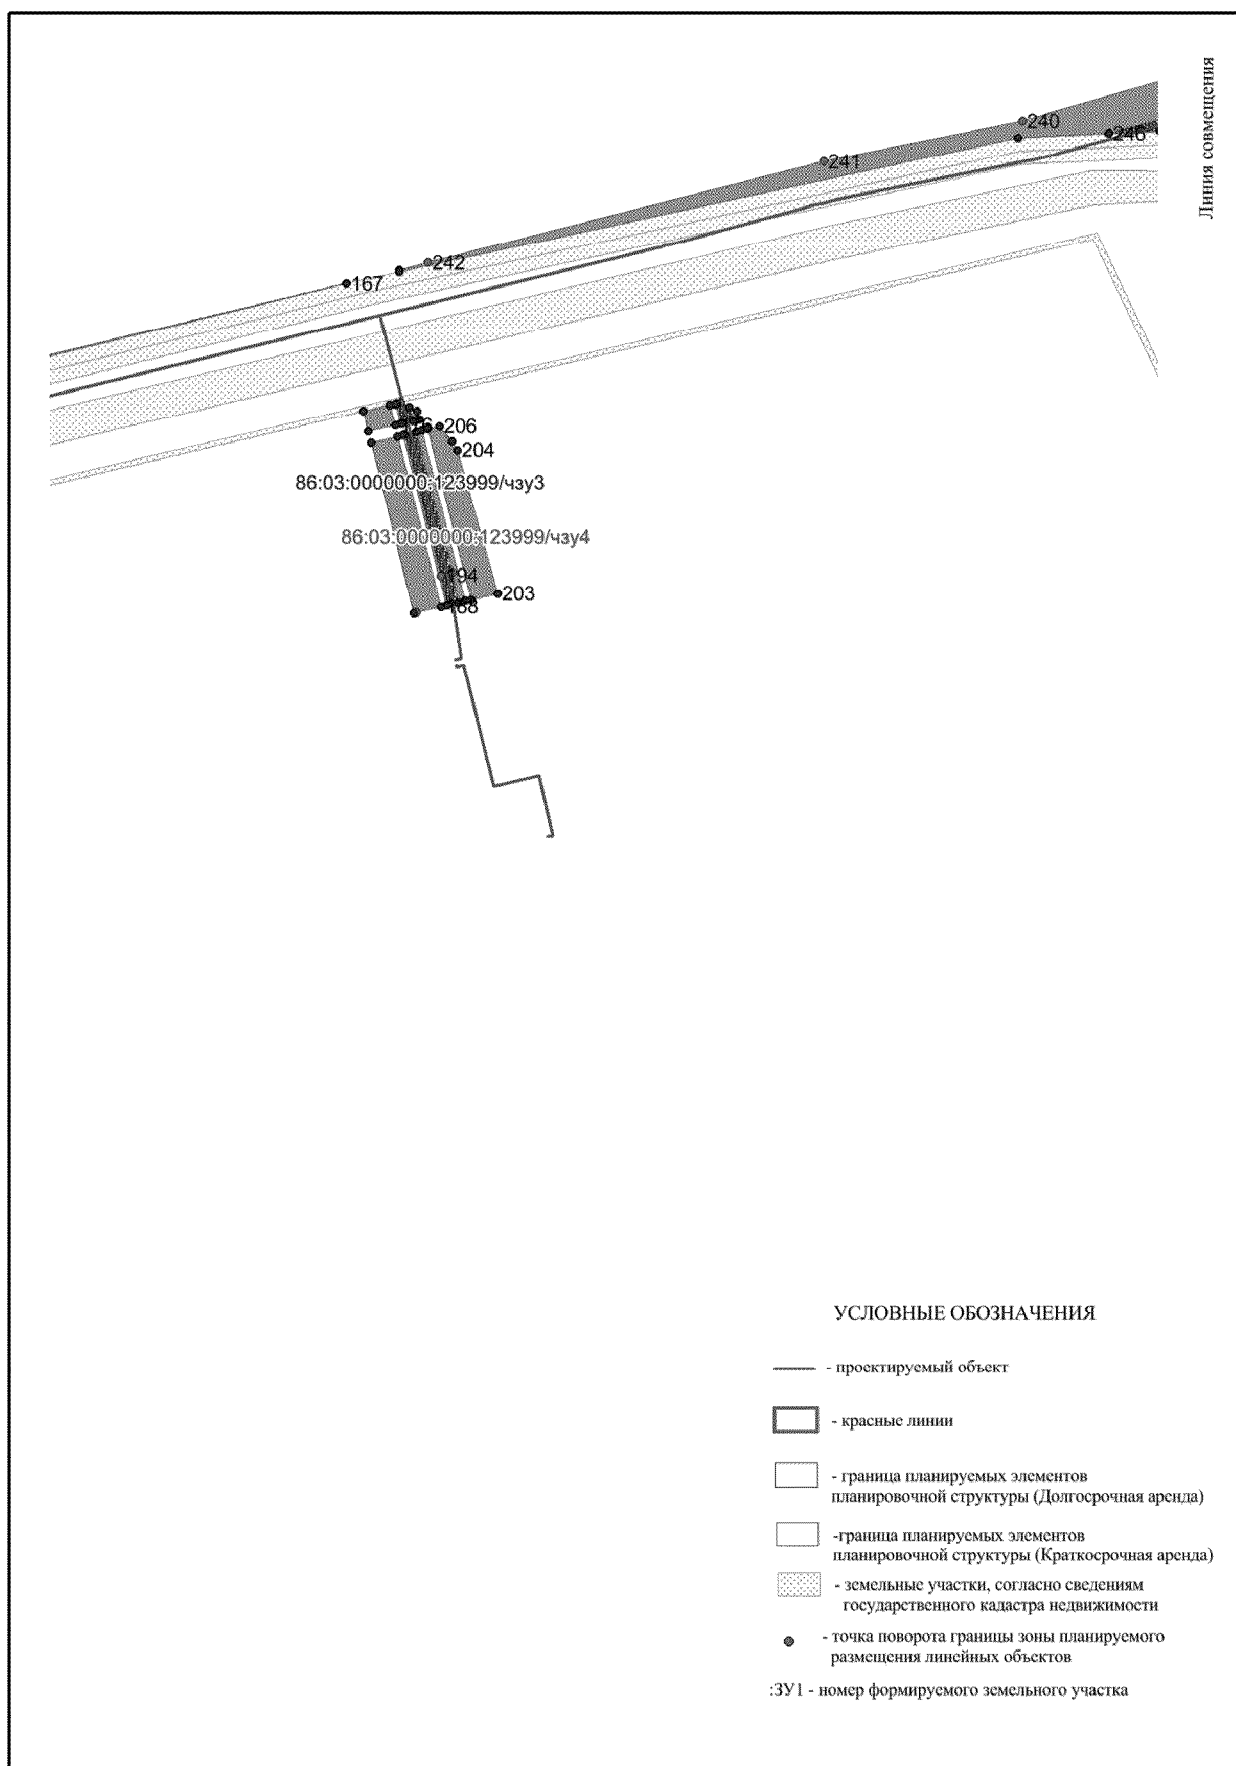 Линия совмещения
240
246
241
242
167
206
204
86:03:0000000:123999/чзу3
86:03:0000000:123999/чзу4
194
203
УСЛОВНЫЕ ОБОЗНАЧЕНИЯ
- проектируемый объект
- красные линии
- граница планируемых элементов
планировочной структуры (Долгосрочная аренда)
-граница планируемых элементов
планировочной структуры (Краткосрочная аренда)
- земельные участки, согласно сведениям
государственного кадастра недвижимости
- точка поворота границы зоны планируемого
размещения линейных объектов
:ЗУ1 - номер формируемого земельного участка